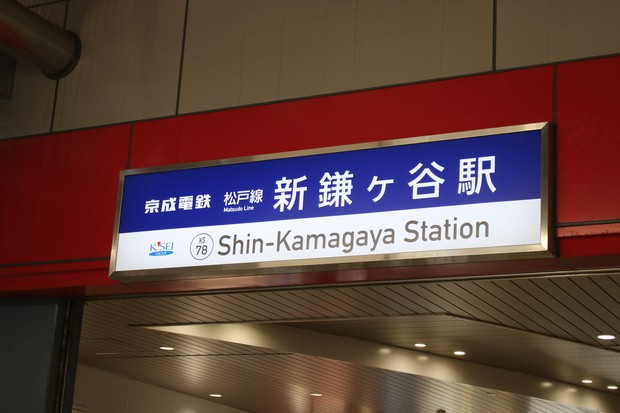 京成電鉄 松戸線 新鎌ヶ谷駅
Matsudo Line
KEISEI GROUP KS 78 Shin-Kamagaya Station